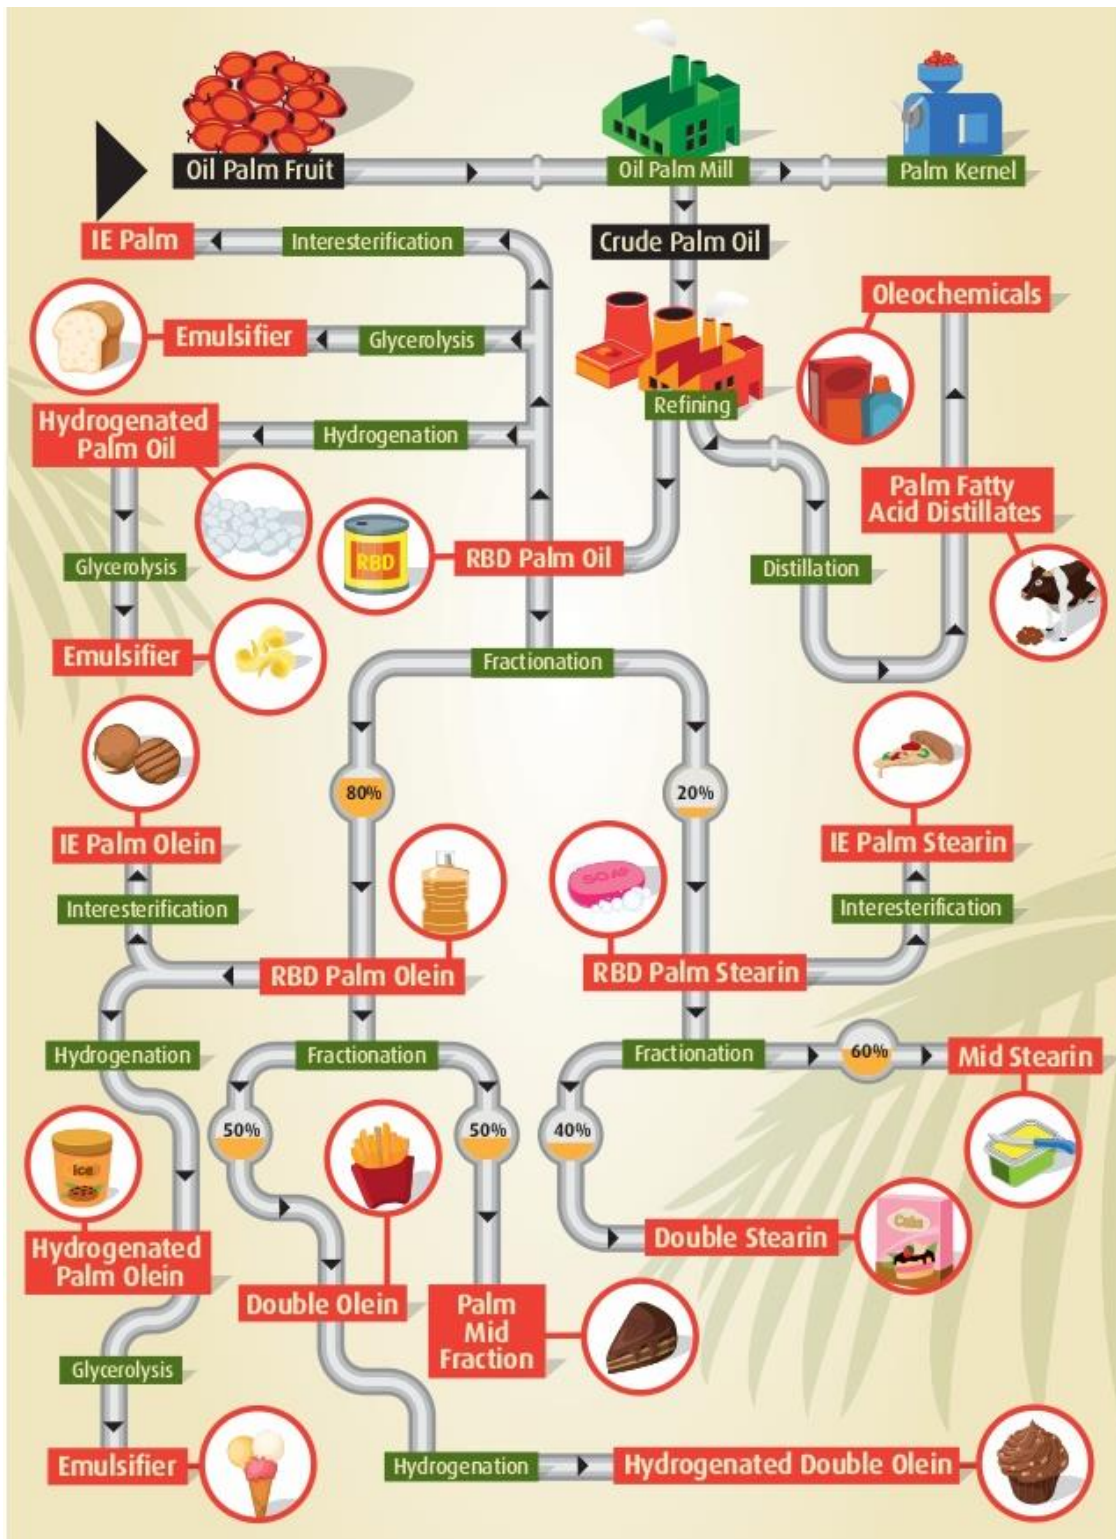 Oil Palm Fruit
Oil Palm Mill
Palm Kernel
Crude Palm Oil
IE Palm
Interesterification
Oleochemicals
Emulsifier
Glycerolysis
Refining
Hydrogenated
Palm Oil
Hydrogenation
Palm Fatty
Acid Distillates
RBD
RBD Palm Oil
Distillation
Glycerolysis
Emulsifier
Fractionation
80%
20%
IE Palm Olein
IE Palm Stearin
Interesterification
SOAP
Interesterification
RBD Palm Olein
RBD Palm Stearin
Hydrogenation
Fractionation
Fractionation
60%
Mid Stearin
50%
50%
40%
ice
Hydrogenated
Palm Olein
Double Olein
Palm
Mid
Fraction
Double Stearin
Cake
Glycerolysis
Emulsifier
Hydrogenation
Hydrogenated Double Olein